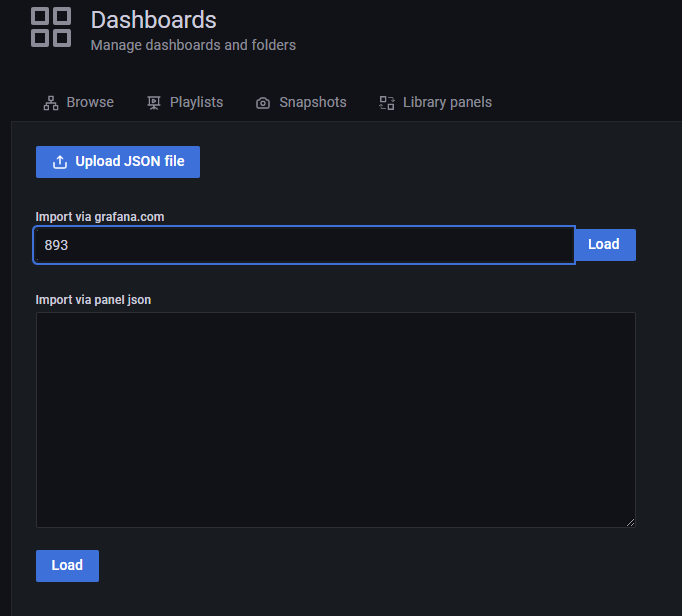 Dashboards
Manage dashboards and folders
Browse Playlists Snapshots Library panels
Upload JSON file
Import via grafana.com
893 Load
Import via panel json
Load